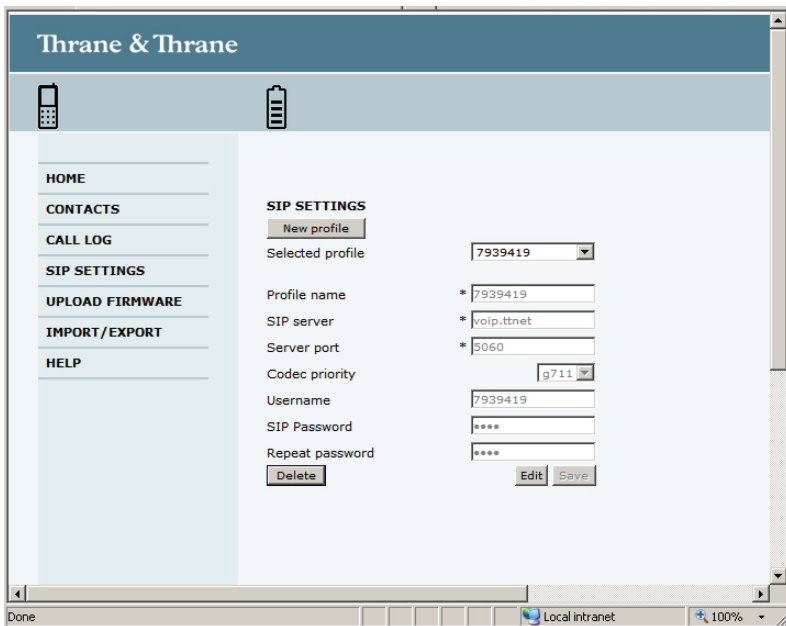 Thrane & Thrane
HOME
CONTACTS
CALL LOG
SIP SETTINGS
UPLOAD FIRMWARE
IMPORT/EXPORT
HELP
SIP SETTINGS
New profile
Selected profile 7939419
Profile name * 7939419
SIP server * voip.ttnet
Server port * 5060
Codec priority g711
Username 7939419
SIP Password ••••
Repeat password ••••
Delete Edit Save
Done Local intranet 100%